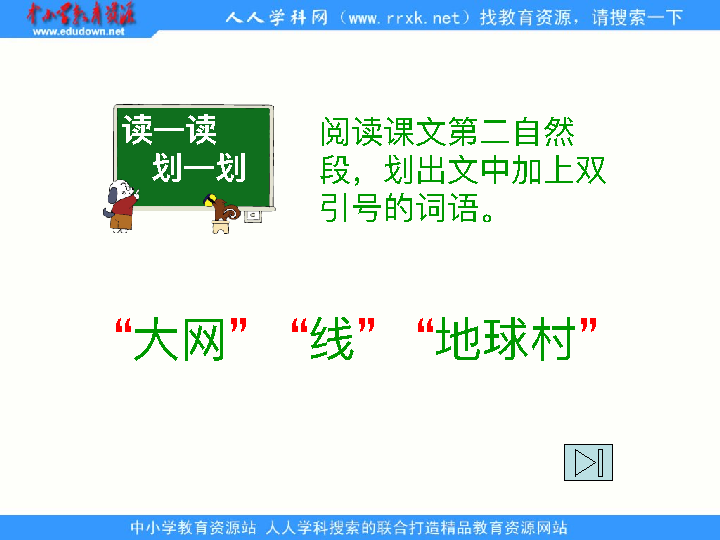 中小学教育资源
www.edudown.net
人人学科网（www.rrxk.net）找教育资源，请搜索一下
读一读
划一划
阅读课文第二自然
段，划出文中加上双
引号的词语。
“大网” “线” “地球村”
中小学教育资源站 人人学科搜索的联合打造精品教育资源网站